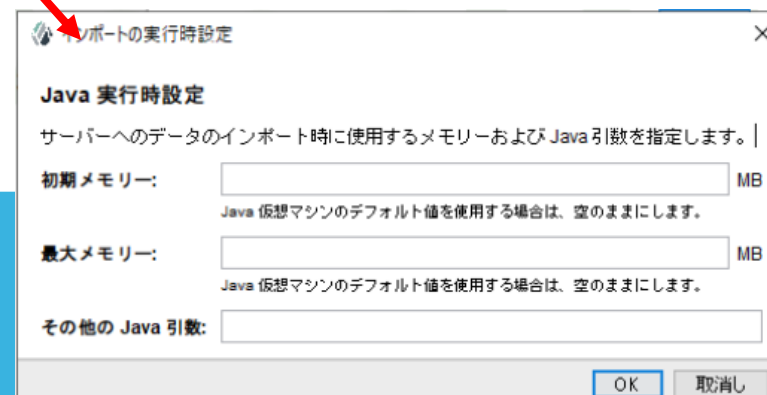 インポートの実行時設定
Java 実行時設定
サーバーへのデータのインポート時に使用するメモリーおよび Java 引数を指定します。
初期メモリー: MB
Java 仮想マシンのデフォルト値を使用する場合は、空のままにします。
最大メモリー: MB
Java 仮想マシンのデフォルト値を使用する場合は、空のままにします。
その他の Java 引数:
OK 取消し